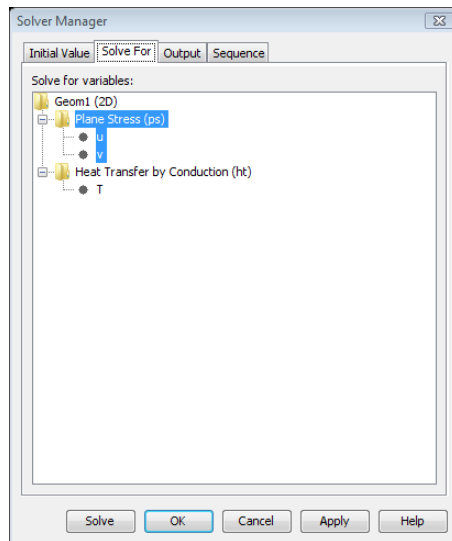 Solver Manager
Initial Value Solve For Output Sequence
Solve for variables:
Geom1 (2D)
Plane Stress (ps)
u
v
Heat Transfer by Conduction (ht)
T
Solve OK Cancel Apply Help